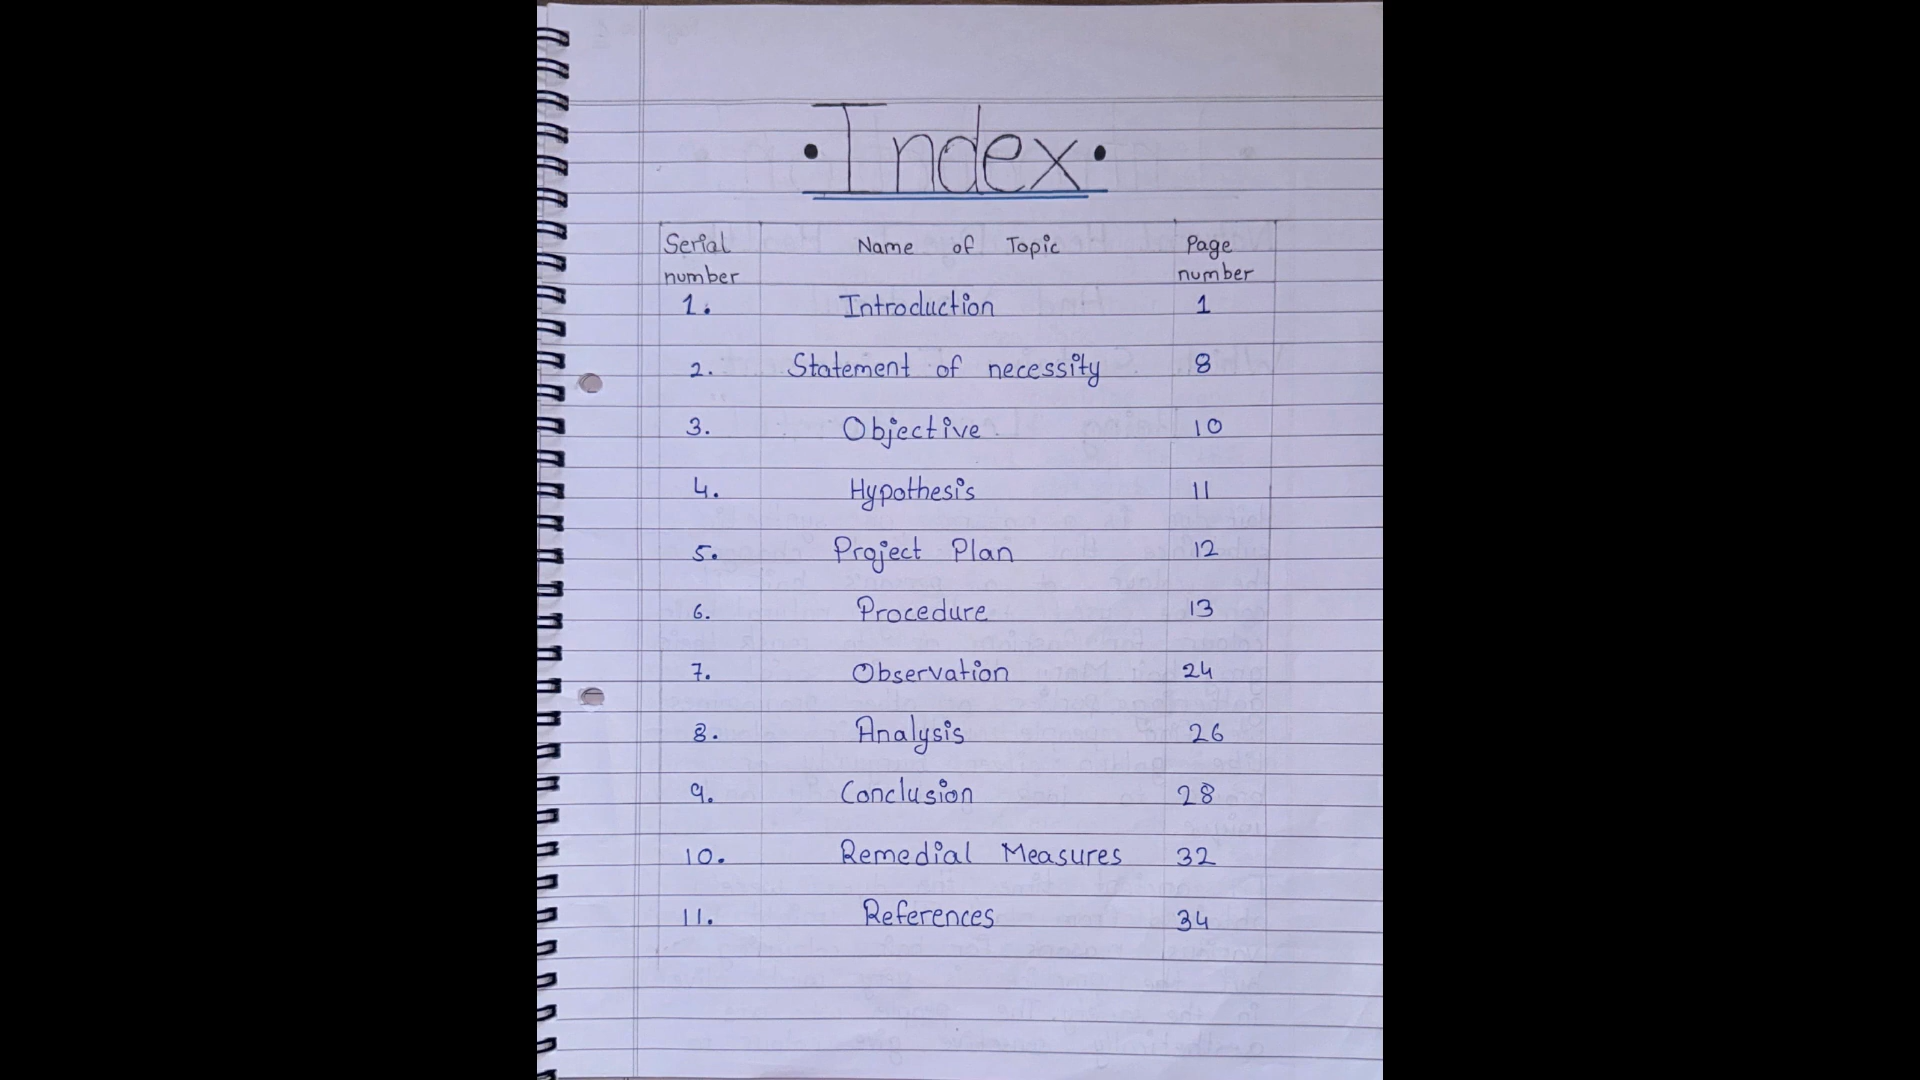 • Index •
Serial number Name of Topic Page number
1. Introduction 1
2. Statement of necessity 8
3. Objective 10
4. Hypothesis 11
5. Project Plan 12
6. Procedure 13
7. Observation 24
8. Analysis 26
9. Conclusion 28
10. Remedial Measures 32
11. References 34